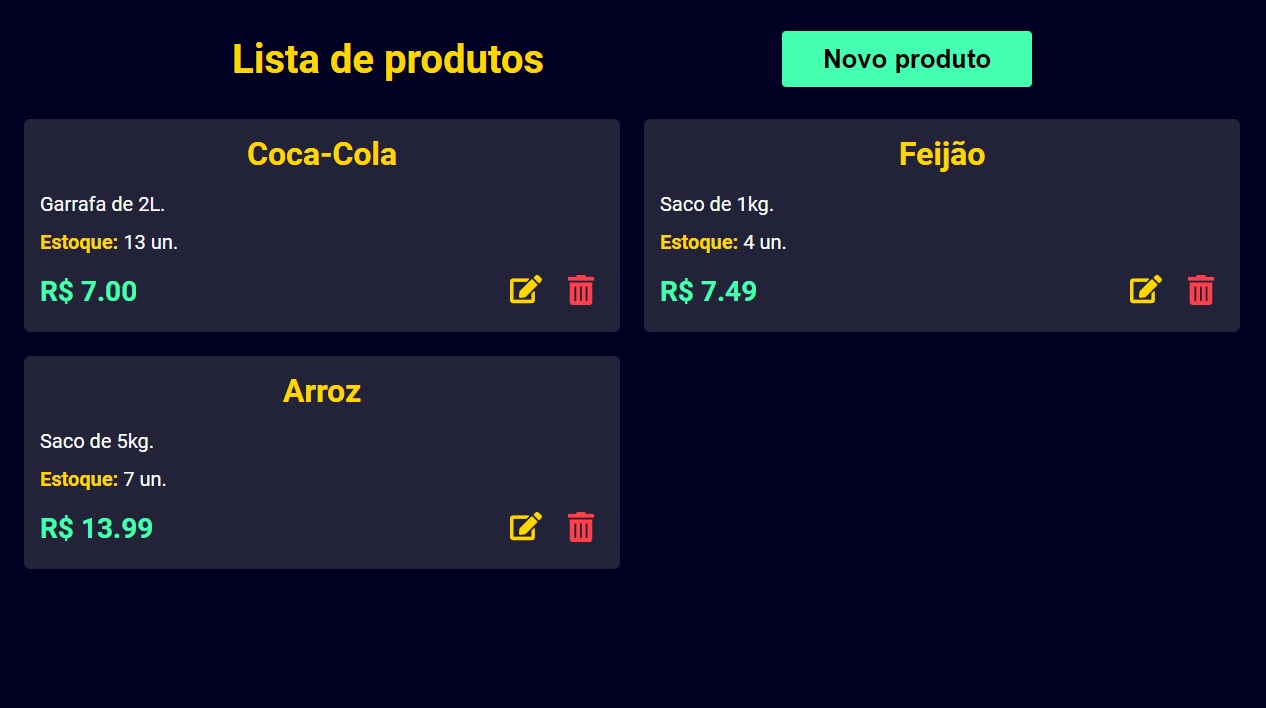 Lista de produtos
Novo produto
Coca-Cola
Garrafa de 2L.
Estoque: 13 un.
R$ 7.00
Feijão
Saco de 1kg.
Estoque: 4 un.
R$ 7.49
Arroz
Saco de 5kg.
Estoque: 7 un.
R$ 13.99